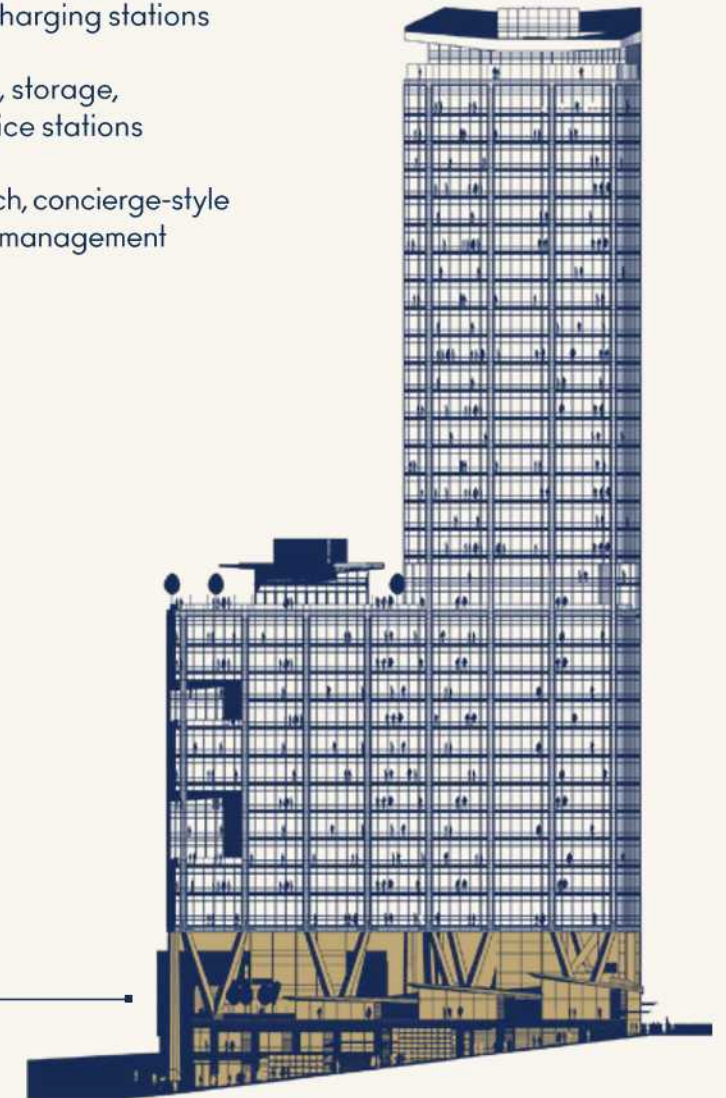 harging stations
, storage,
ice stations
ch, concierge-style
management